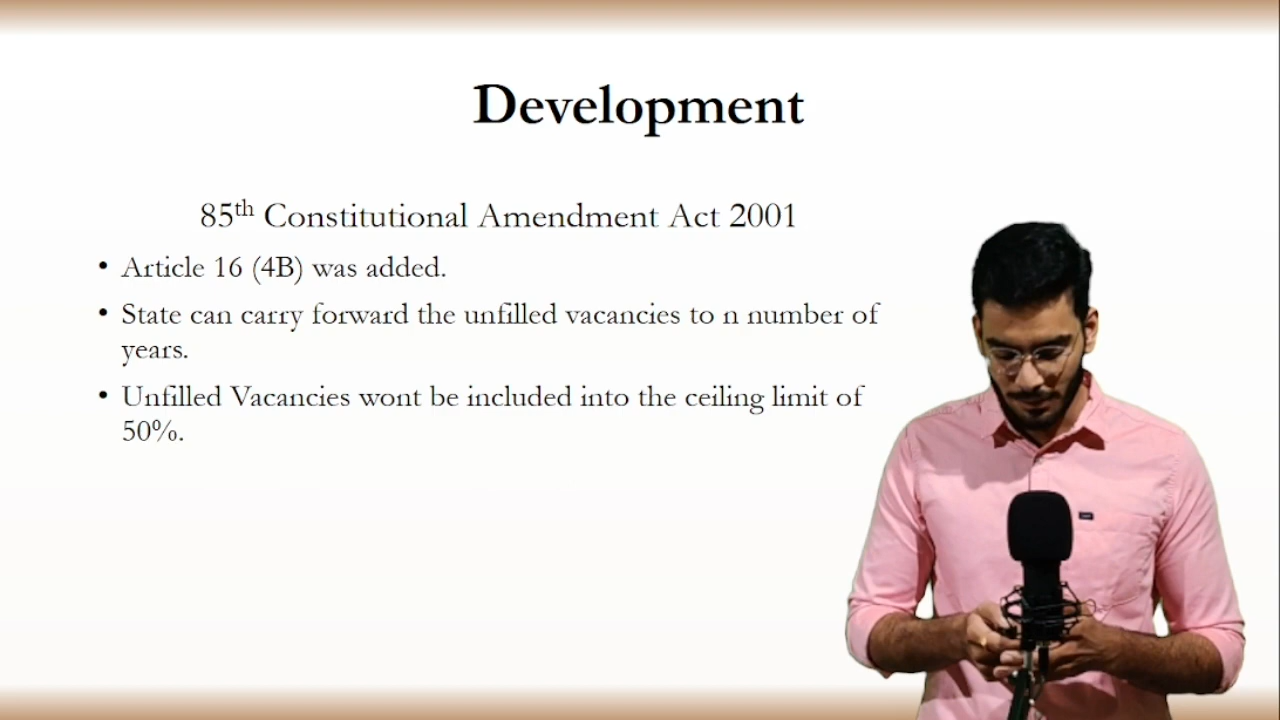 Development
85th Constitutional Amendment Act 2001
• Article 16 (4B) was added.
• State can carry forward the unfilled vacancies to n number of
years.
• Unfilled Vacancies wont be included into the ceiling limit of
50%.